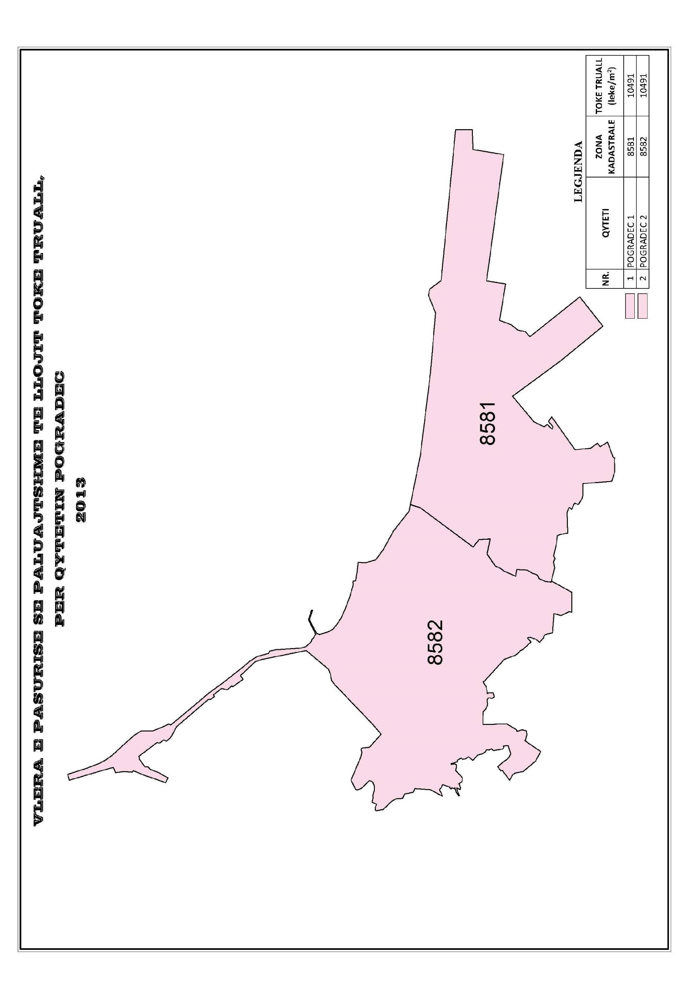 VLERA E PASURISE SE PALUAJTSHME TE LLOJIT TOKE TRUALL,
PER QYTETIN POGRADEC
2013
8582
8581
LEGJENDA
NR. QYTETI ZONA KADASTRALE TOKE TRUALL (leke/m²)
1 POGRADEC 1 8581 10491
2 POGRADEC 2 8582 10491